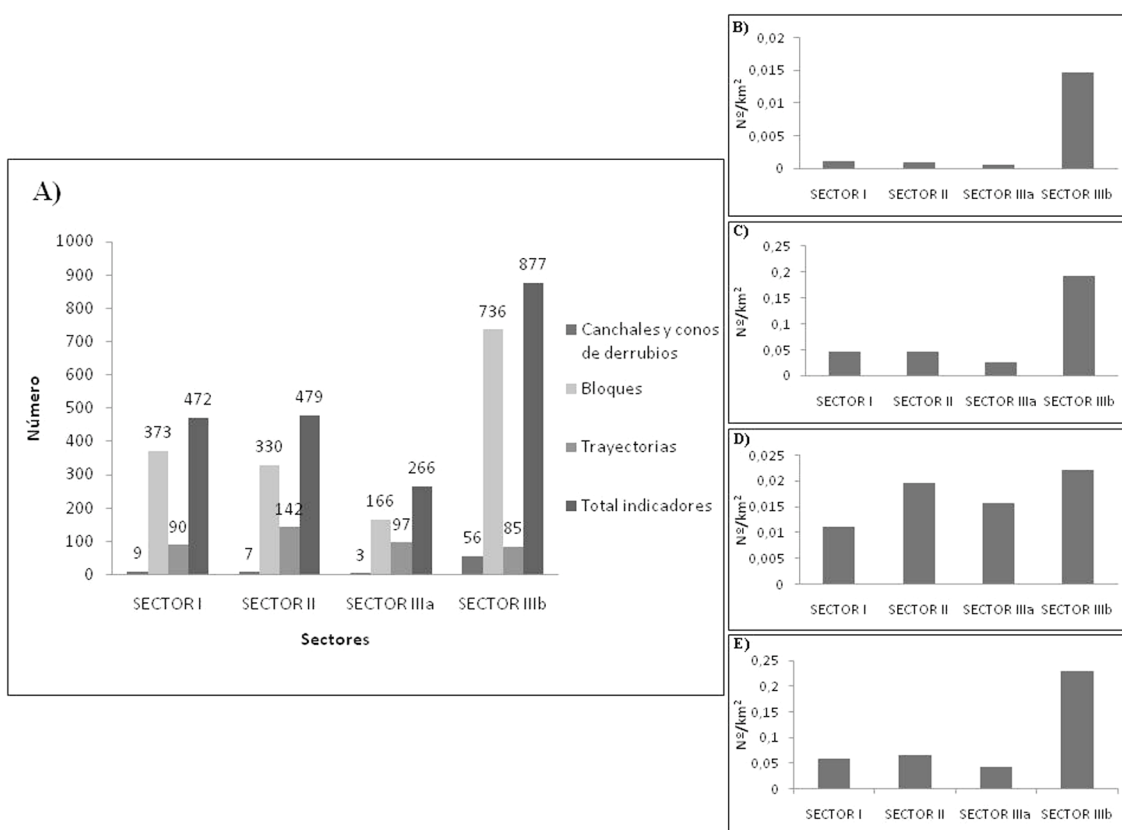 A)
1000
900
800
700
600
500
400
300
200
100
0
Número
9
373
90
472
7
330
142
479
3
166
97
266
56
736
85
877
SECTOR I
SECTOR II
SECTOR IIIa
SECTOR IIIb
Sectores
Canchales y conos
de derrubios
Bloques
Trayectorias
Total indicadores
B)
Nº/km²
0,02
0,015
0,01
0,005
0
SECTOR I
SECTOR II
SECTOR IIIa
SECTOR IIIb
C)
Nº/km²
0,25
0,2
0,15
0,1
0,05
0
SECTOR I
SECTOR II
SECTOR IIIa
SECTOR IIIb
D)
Nº/km²
0,025
0,02
0,015
0,01
0,005
0
SECTOR I
SECTOR II
SECTOR IIIa
SECTOR IIIb
E)
Nº/km²
0,25
0,2
0,15
0,1
0,05
0
SECTOR I
SECTOR II
SECTOR IIIa
SECTOR IIIb